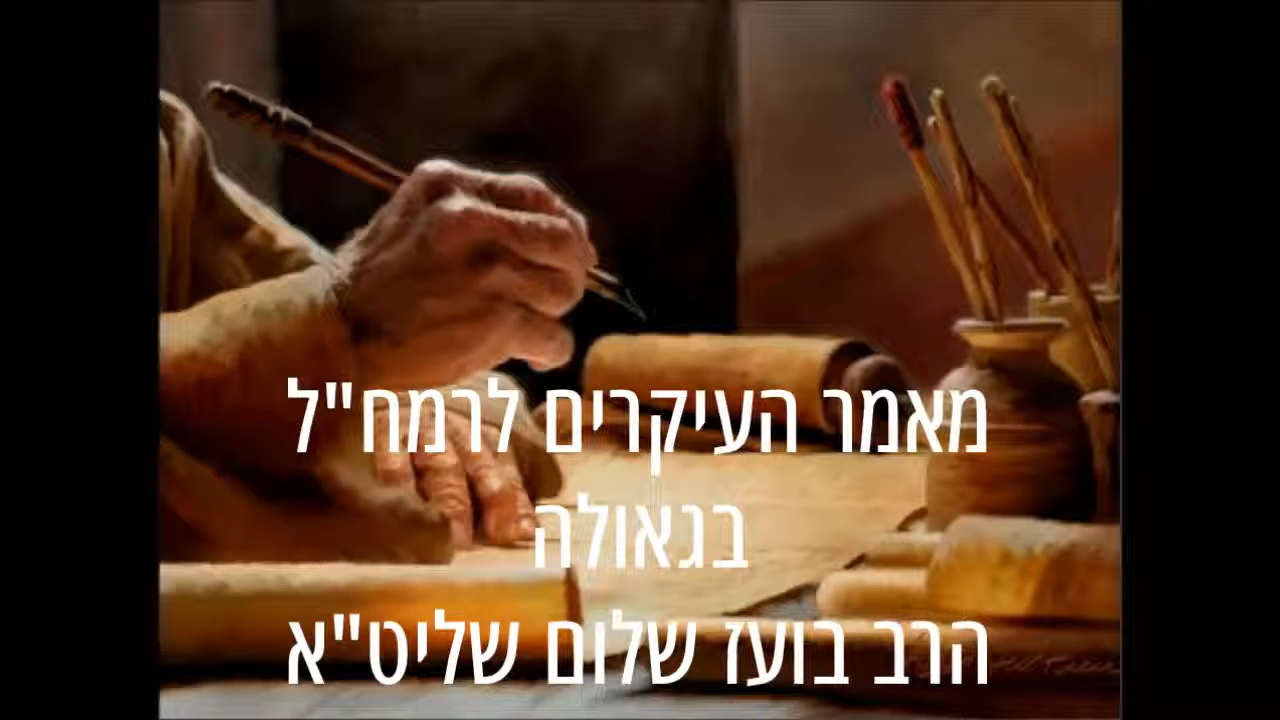 מאמר העיקרים לרמח"ל
בגאולה
הרב בועז שלום שליט"א